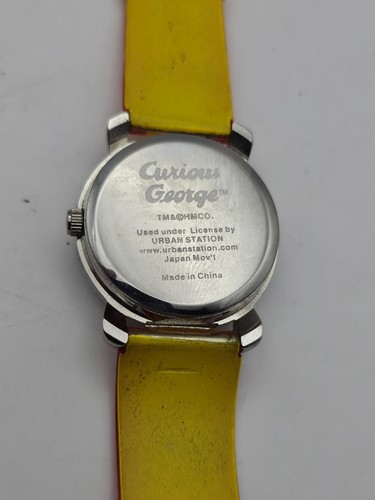 Curious
George™
TM&©HMCO.
Used under License by
URBAN STATION
www.urbanstation.com
Japan Mov't
Made in China